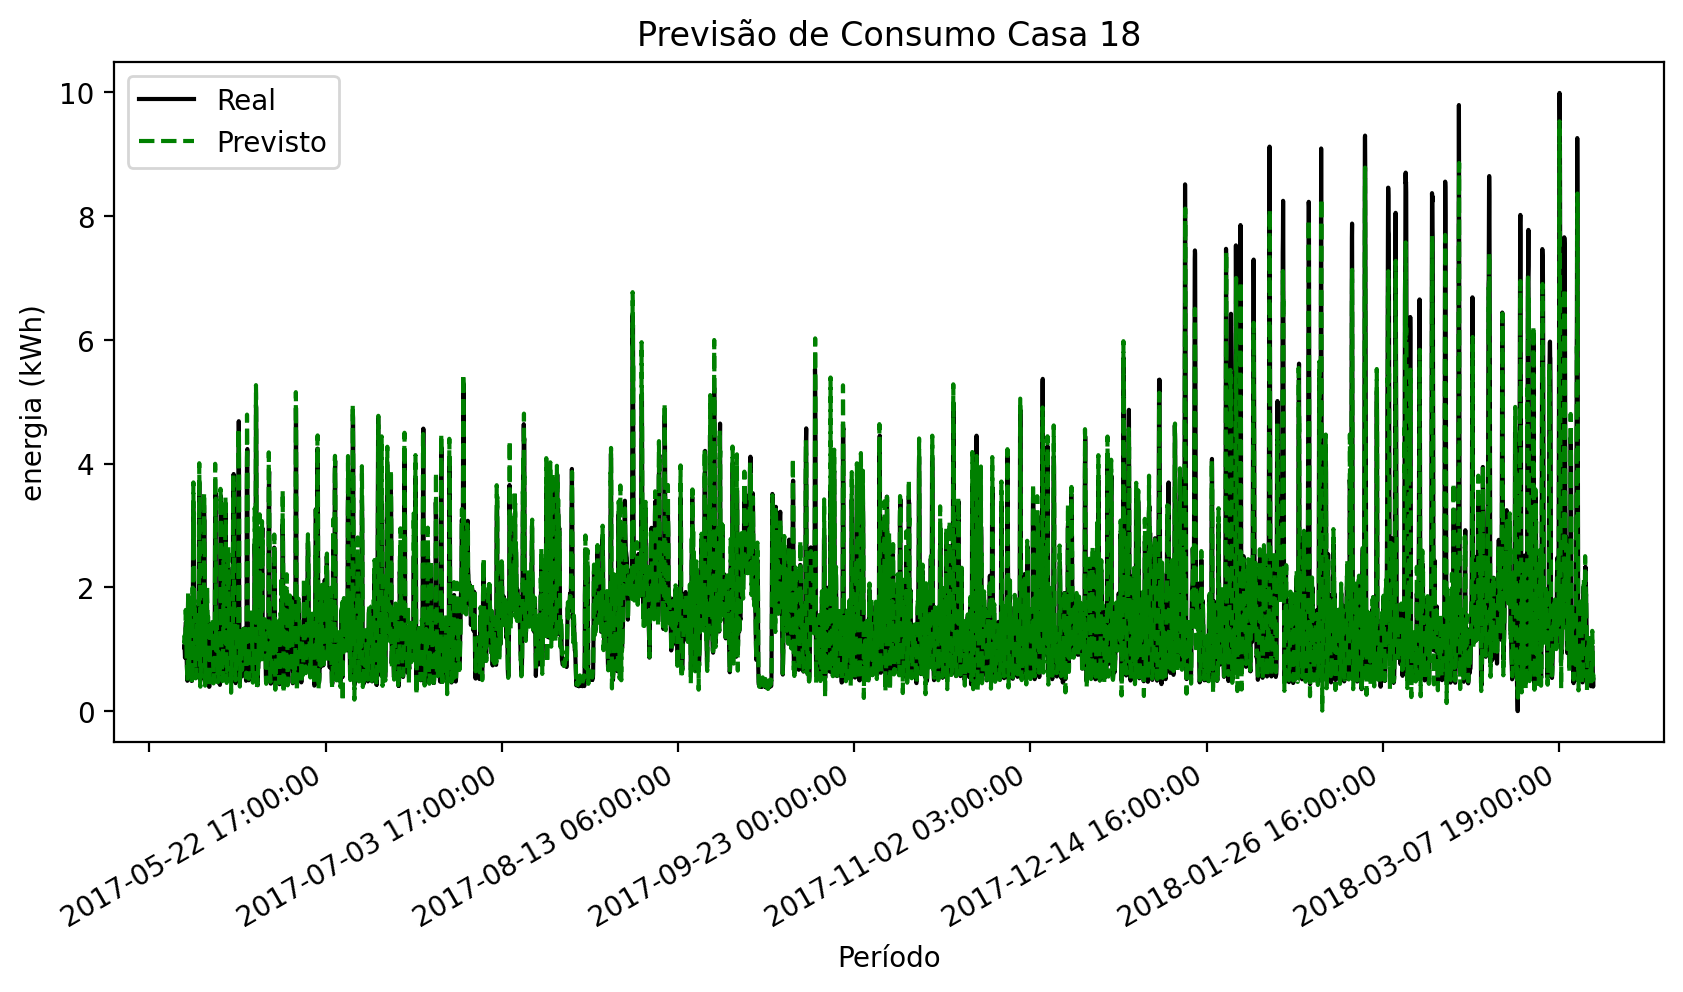 Previsão de Consumo Casa 18
Real
Previsto
10
8
6
4
2
0
energia (kWh)
2017-05-22 17:00:00
2017-07-03 17:00:00
2017-08-13 06:00:00
2017-09-23 00:00:00
2017-11-02 03:00:00
2017-12-14 16:00:00
2018-01-26 16:00:00
2018-03-07 19:00:00
Período